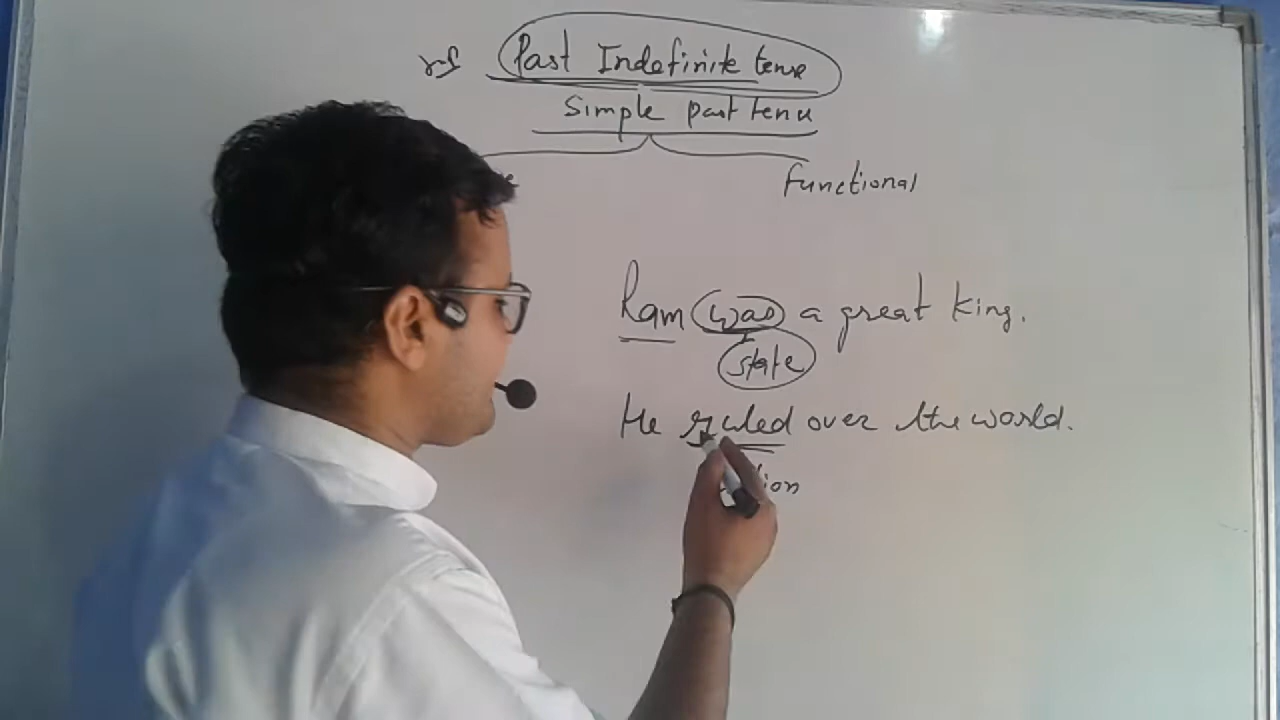 Past Indefinite tense
Simple past tense
Functional
Ram was a great king.
state
He ruled over the world.